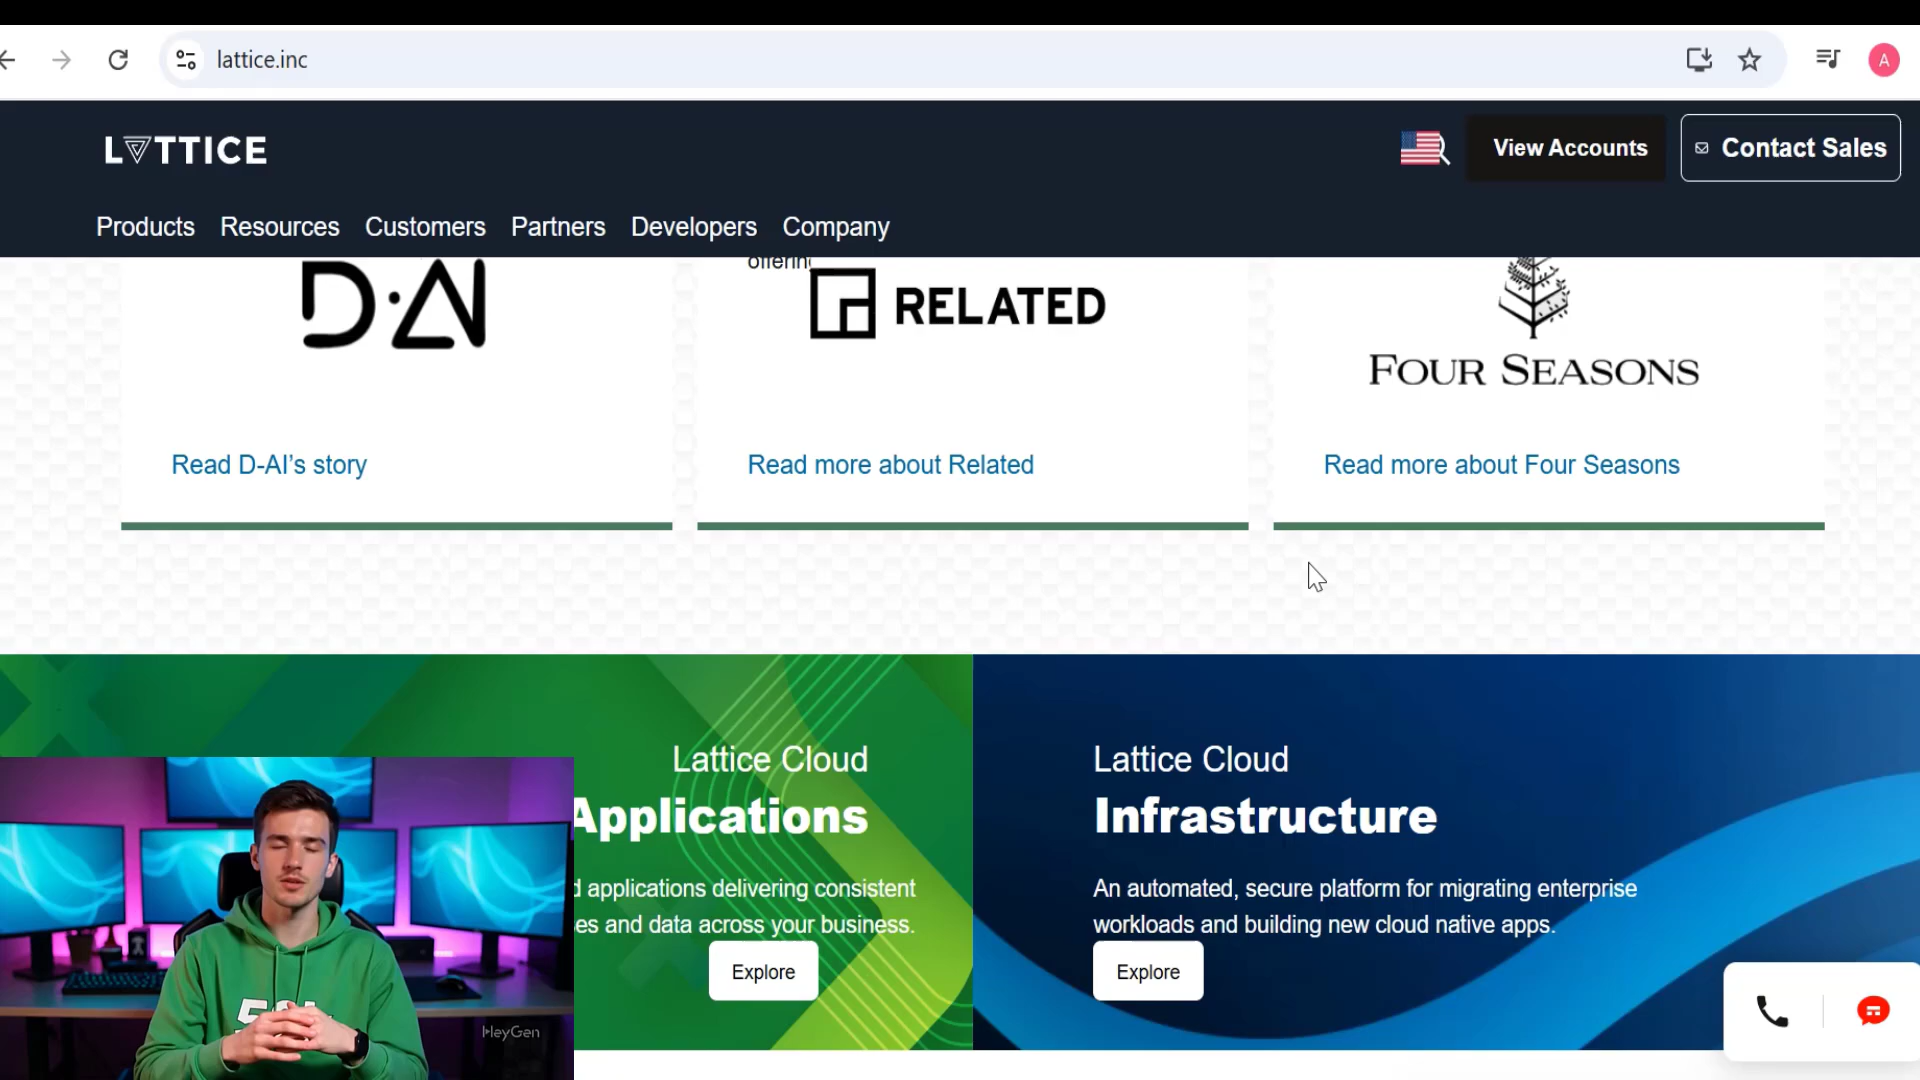 lattice.inc
A
LATTICE
View Accounts
Contact Sales
Products Resources Customers Partners Developers Company
D·AI
RELATED
FOUR SEASONS
Read D-AI’s story
Read more about Related
Read more about Four Seasons
Lattice Cloud
Applications
d applications delivering consistent
es and data across your business.
Explore
Lattice Cloud
Infrastructure
An automated, secure platform for migrating enterprise
workloads and building new cloud native apps.
Explore
HeyGen